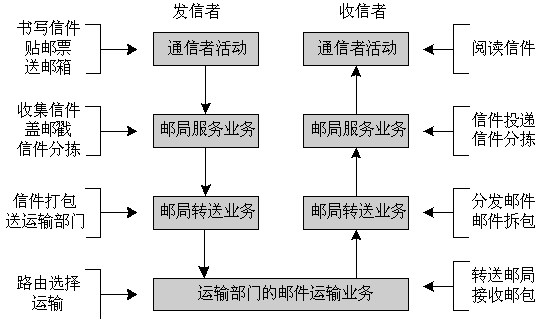 发信者
收信者
书写信件
贴邮票
送邮箱
通信者活动
通信者活动
阅读信件
收集信件
盖邮戳
信件分拣
邮局服务业务
邮局服务业务
信件投递
信件分拣
信件打包
送运输部门
邮局转送业务
邮局转送业务
分发邮件
邮件拆包
路由选择
运输
运输部门的邮件运输业务
转送邮局
接收邮包